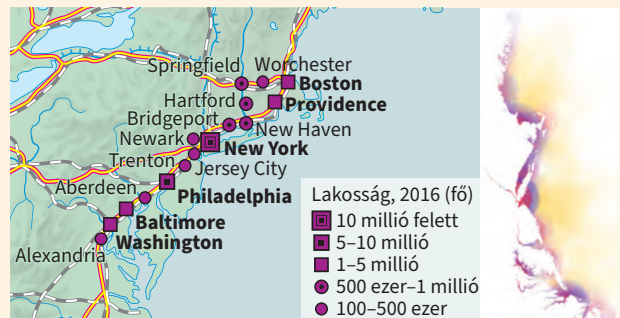 Springfield
Worchester
Boston
Hartford
Providence
Bridgeport
Newark
New Haven
New York
Trenton
Jersey City
Aberdeen
Philadelphia
Baltimore
Washington
Alexandria
Lakosság, 2016 (fő)
10 millió felett
5–10 millió
1–5 millió
500 ezer–1 millió
100–500 ezer